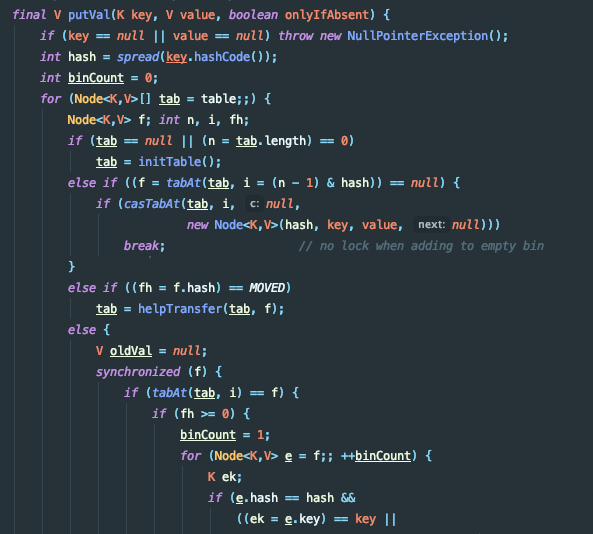 final V putVal(K key, V value, boolean onlyIfAbsent) {
if (key == null || value == null) throw new NullPointerException();
int hash = spread(key.hashCode());
int binCount = 0;
for (Node<K,V>[] tab = table;;) {
Node<K,V> f; int n, i, fh;
if (tab == null || (n = tab.length) == 0)
tab = initTable();
else if ((f = tabAt(tab, i = (n - 1) & hash)) == null) {
if (casTabAt(tab, i, c: null,
new Node<K,V>(hash, key, value, next: null)))
break; // no lock when adding to empty bin
}
else if ((fh = f.hash) == MOVED)
tab = helpTransfer(tab, f);
else {
V oldVal = null;
synchronized (f) {
if (tabAt(tab, i) == f) {
if (fh >= 0) {
binCount = 1;
for (Node<K,V> e = f;; ++binCount) {
K ek;
if (e.hash == hash &&
((ek = e.key) == key ||